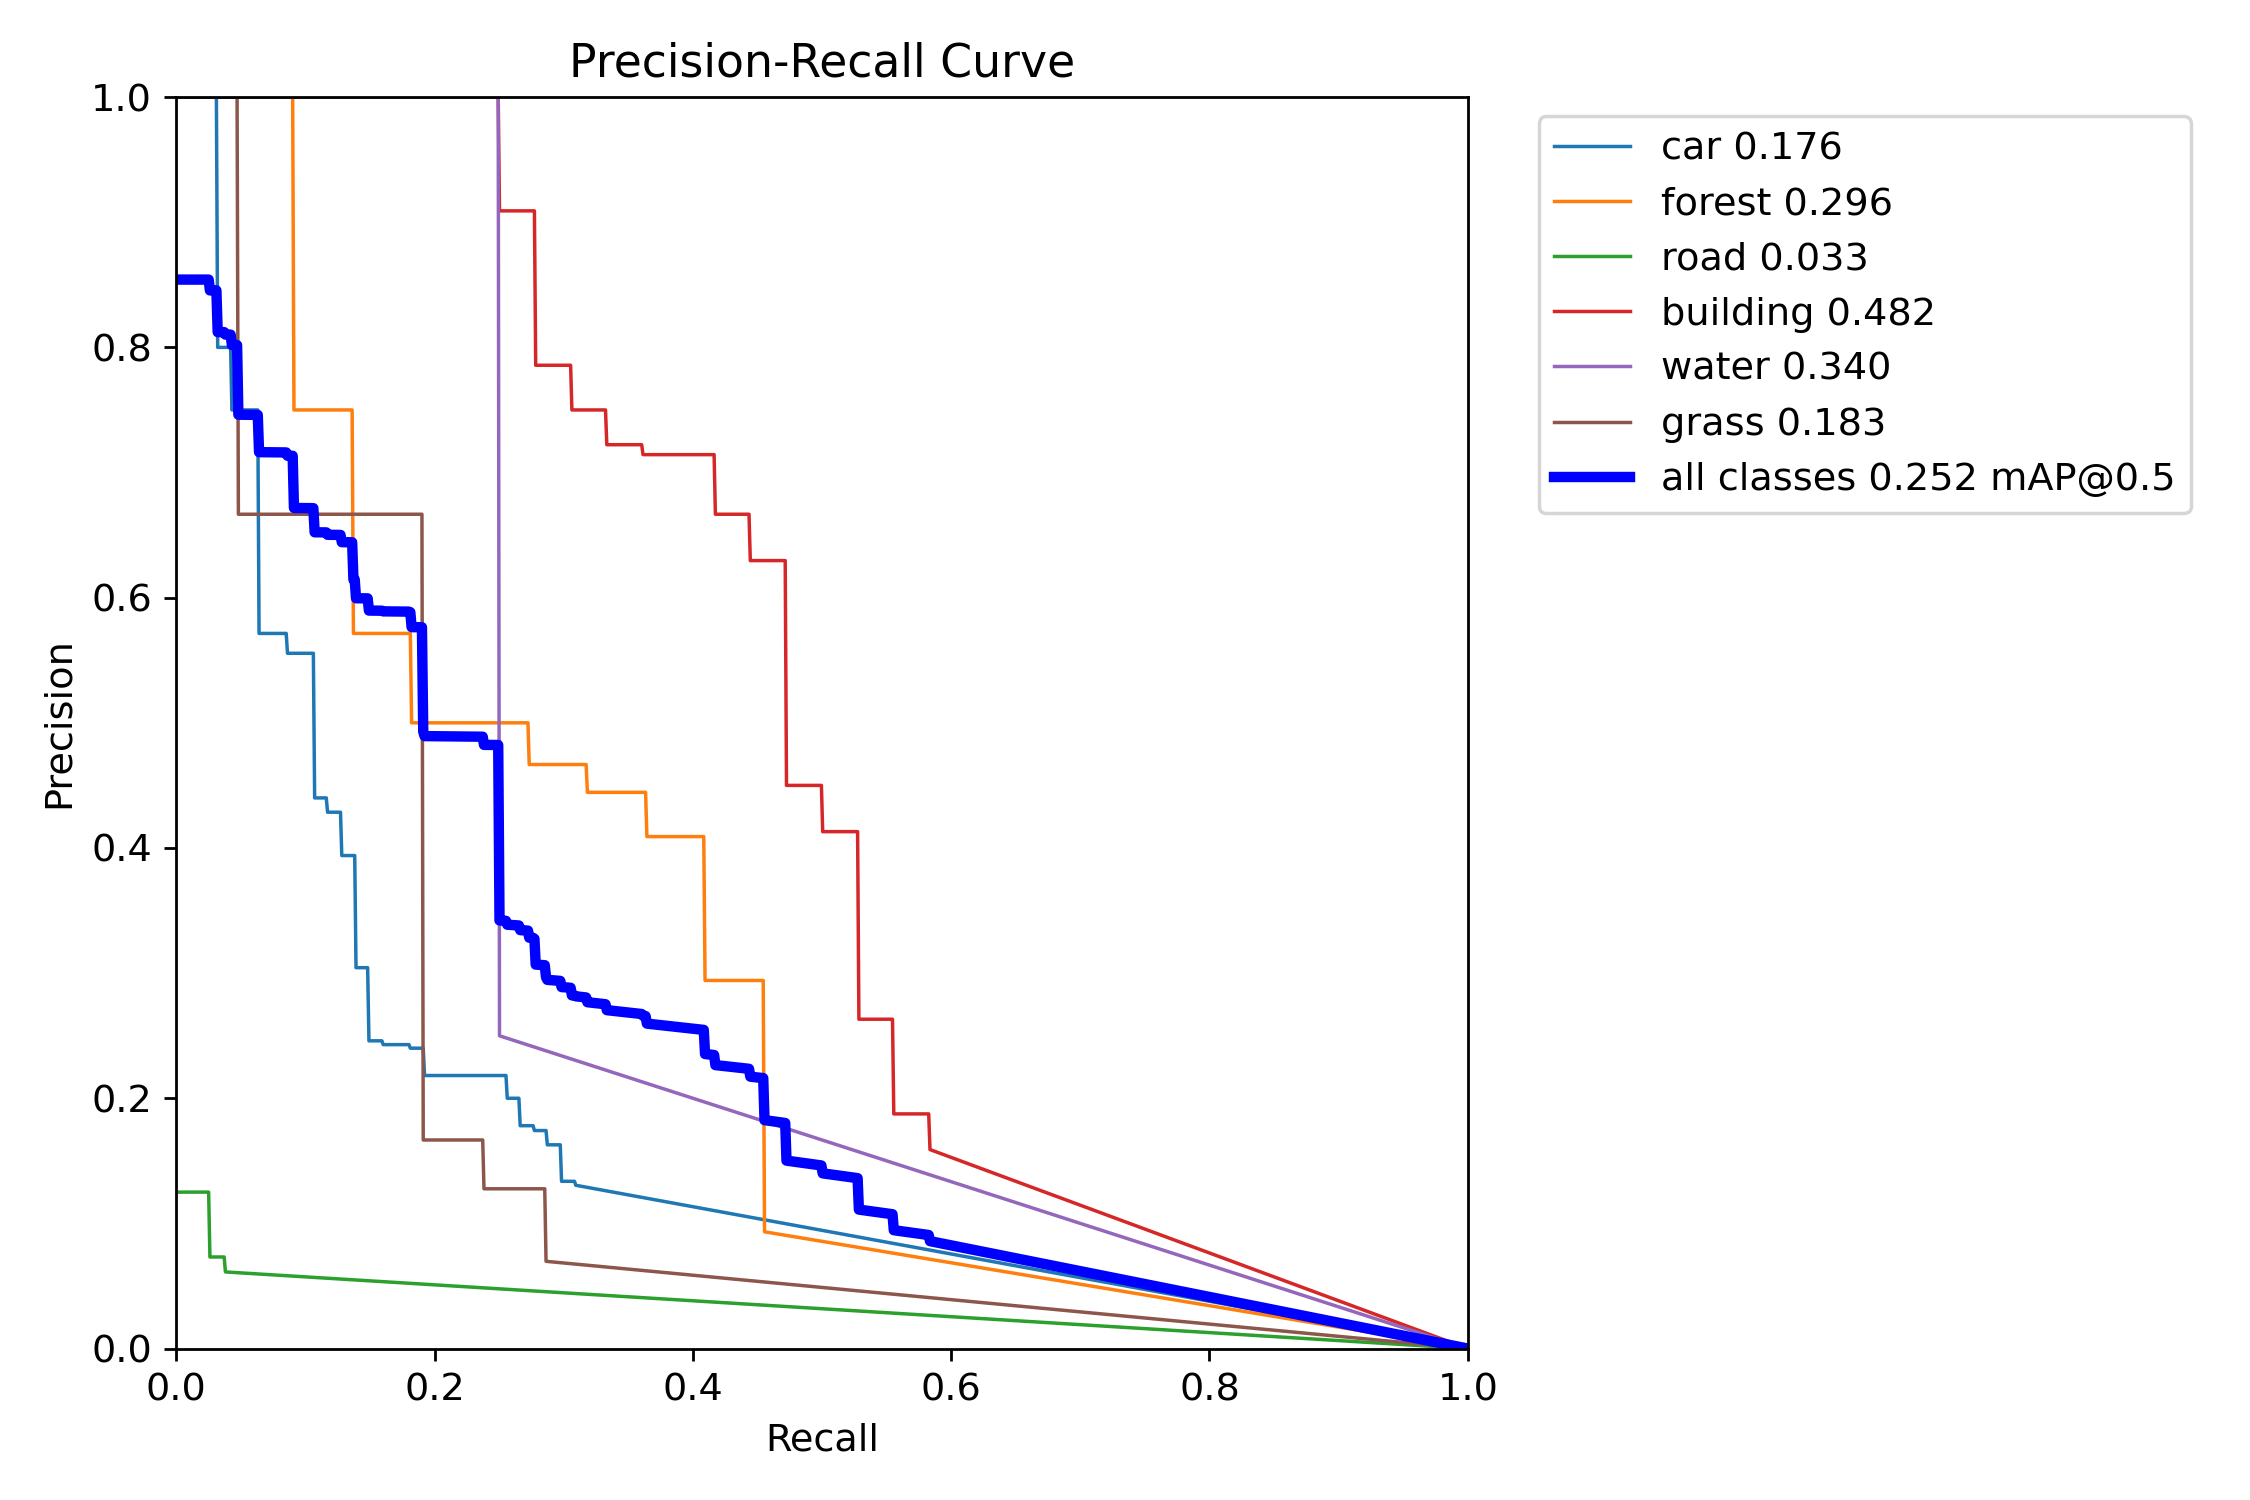 Precision-Recall Curve
1.0
0.8
0.6
0.4
0.2
0.0
Precision
0.0 0.2 0.4 0.6 0.8 1.0
Recall
car 0.176
forest 0.296
road 0.033
building 0.482
water 0.340
grass 0.183
all classes 0.252 mAP@0.5